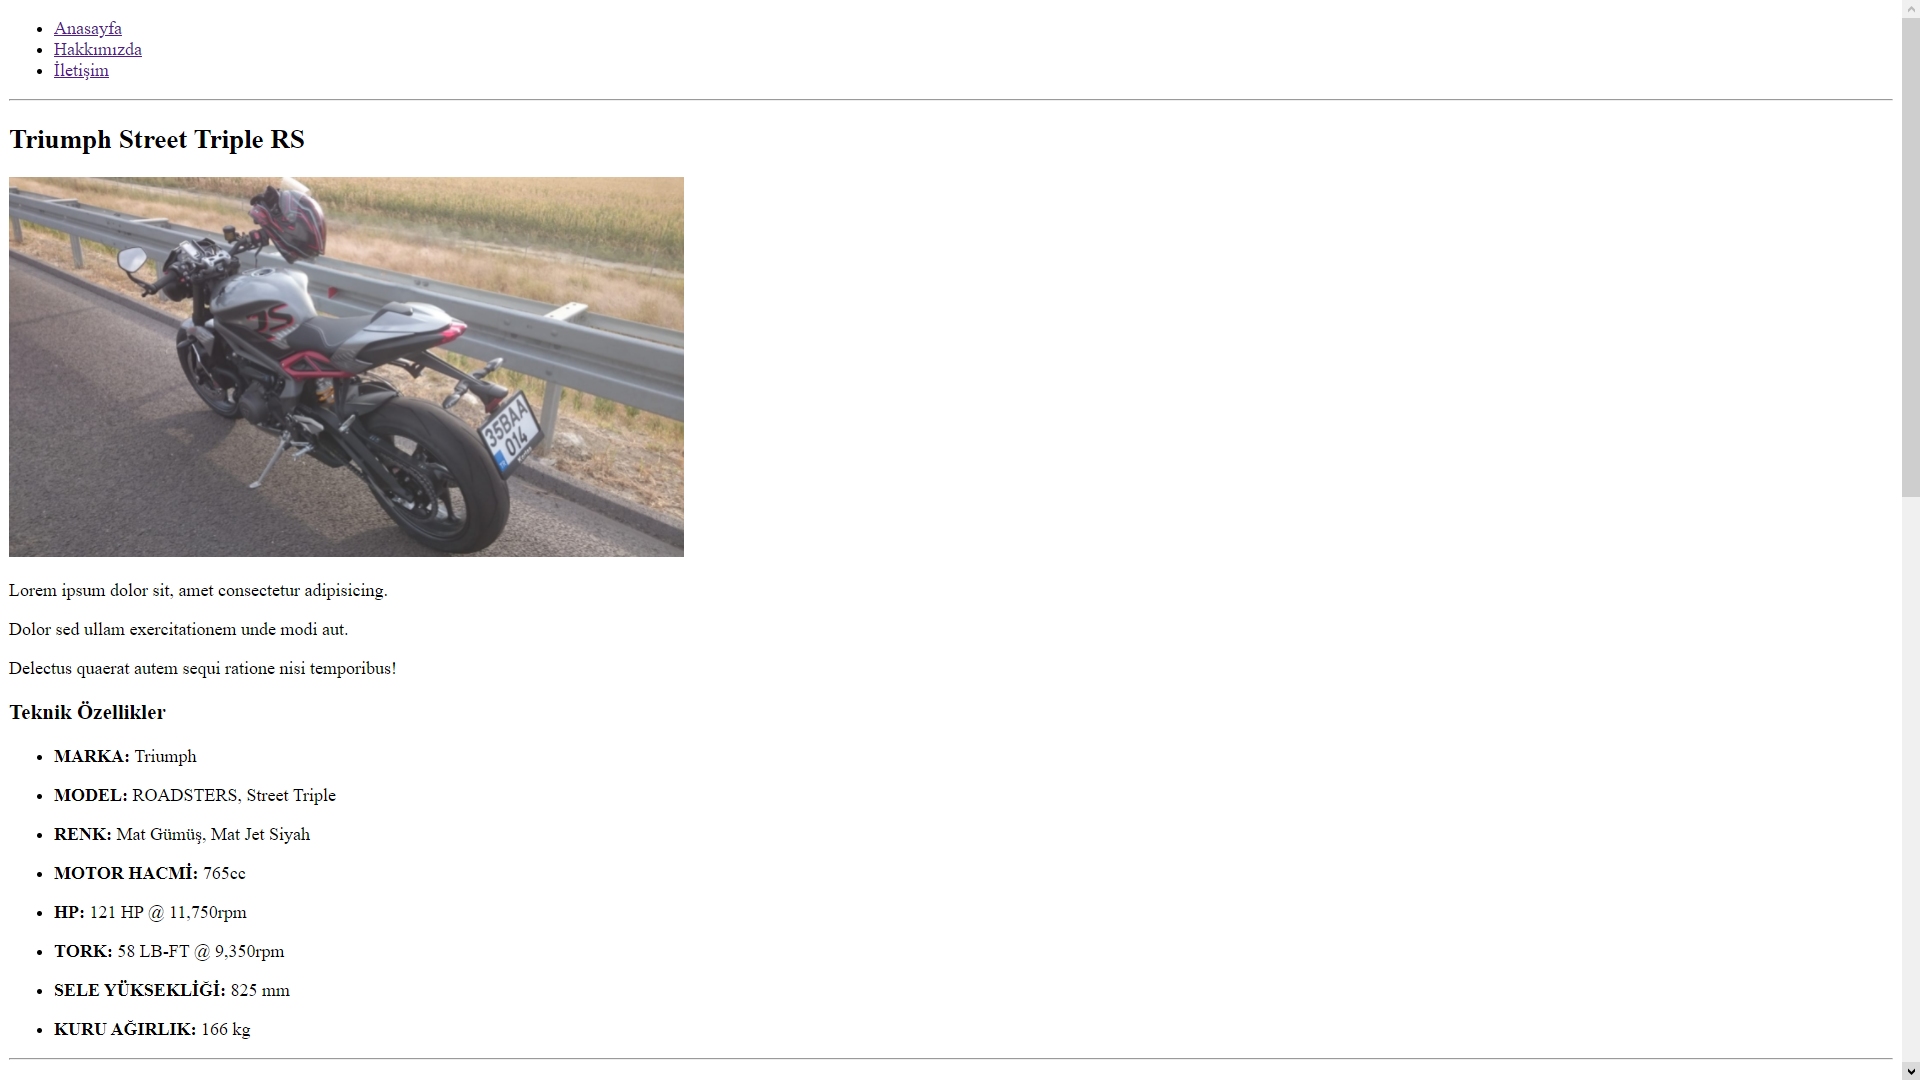 Anasayfa
Hakkımızda
İletişim
Triumph Street Triple RS
RS
35BAA
014
Lorem ipsum dolor sit, amet consectetur adipisicing.
Dolor sed ullam exercitationem unde modi aut.
Delectus quaerat autem sequi ratione nisi temporibus!
Teknik Özellikler
MARKA: Triumph
MODEL: ROADSTERS, Street Triple
RENK: Mat Gümüş, Mat Jet Siyah
MOTOR HACMİ: 765cc
HP: 121 HP @ 11,750rpm
TORK: 58 LB-FT @ 9,350rpm
SELE YÜKSEKLİĞİ: 825 mm
KURU AĞIRLIK: 166 kg